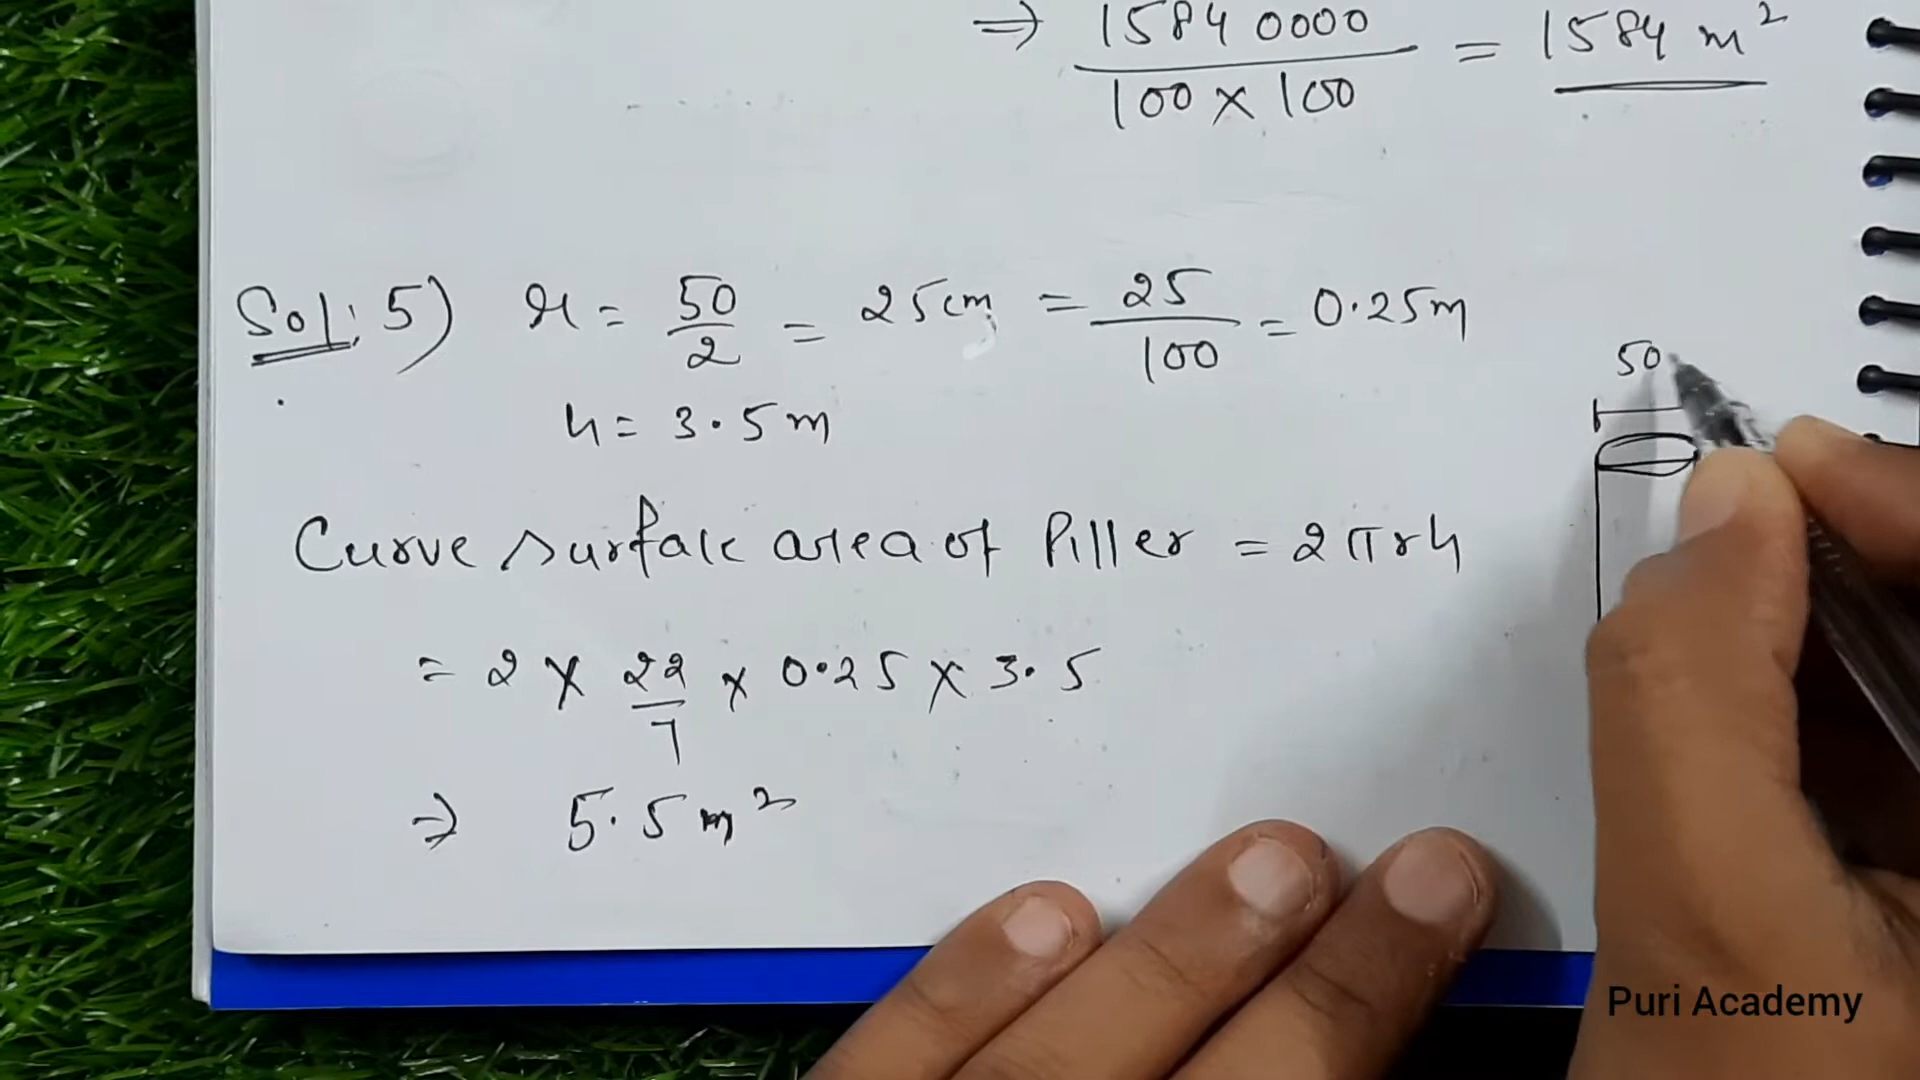 ⇒ 15840000 / 100 × 100 = 1584 m²
Sol: 5) r = 50/2 = 25cm = 25/100 = 0.25m
50
h = 3.5m
Curve surface area of Piller = 2πrh
= 2 × 22/7 × 0.25 × 3.5
⇒ 5.5 m²
Puri Academy